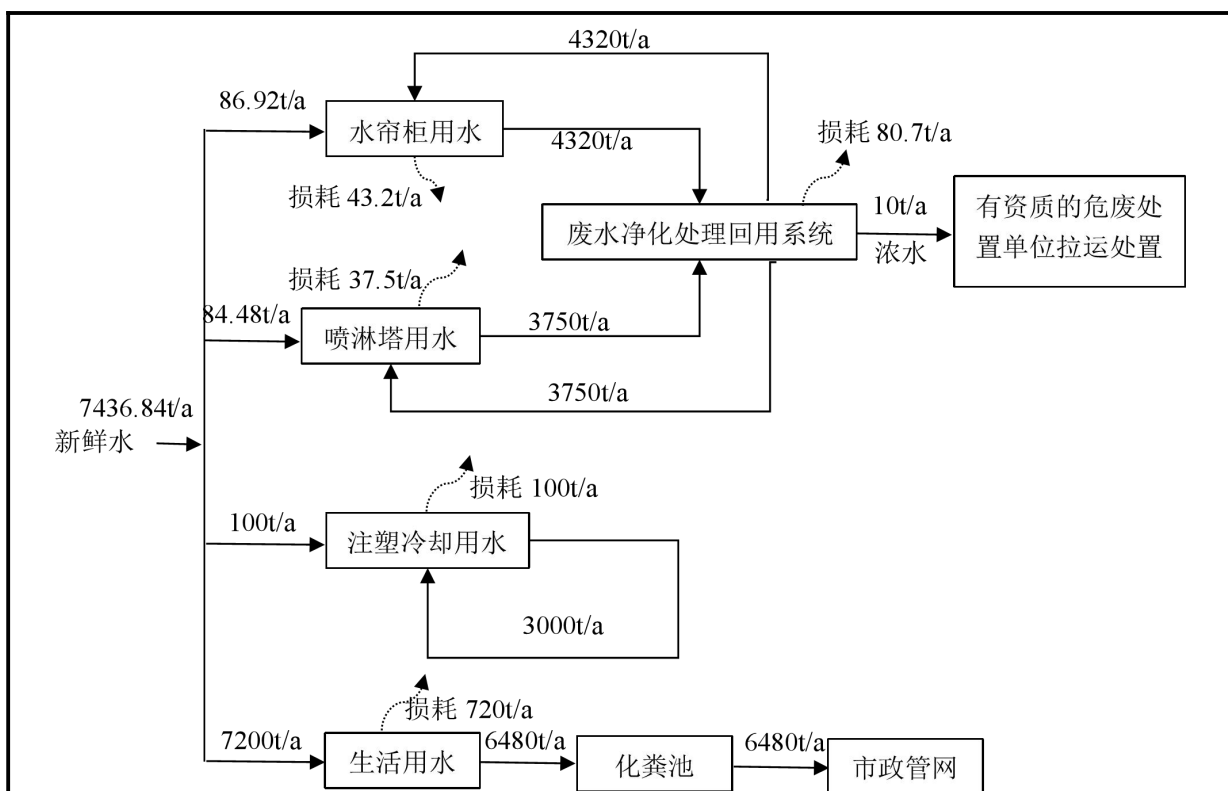 4320t/a
86.92t/a
水帘柜用水
4320t/a
损耗 80.7t/a
损耗 43.2t/a
10t/a
浓水
有资质的危废处
置单位拉运处置
废水净化处理回用系统
损耗 37.5t/a
84.48t/a
喷淋塔用水
3750t/a
3750t/a
7436.84t/a
新鲜水
损耗 100t/a
100t/a
注塑冷却用水
3000t/a
损耗 720t/a
7200t/a
生活用水
6480t/a
化粪池
6480t/a
市政管网